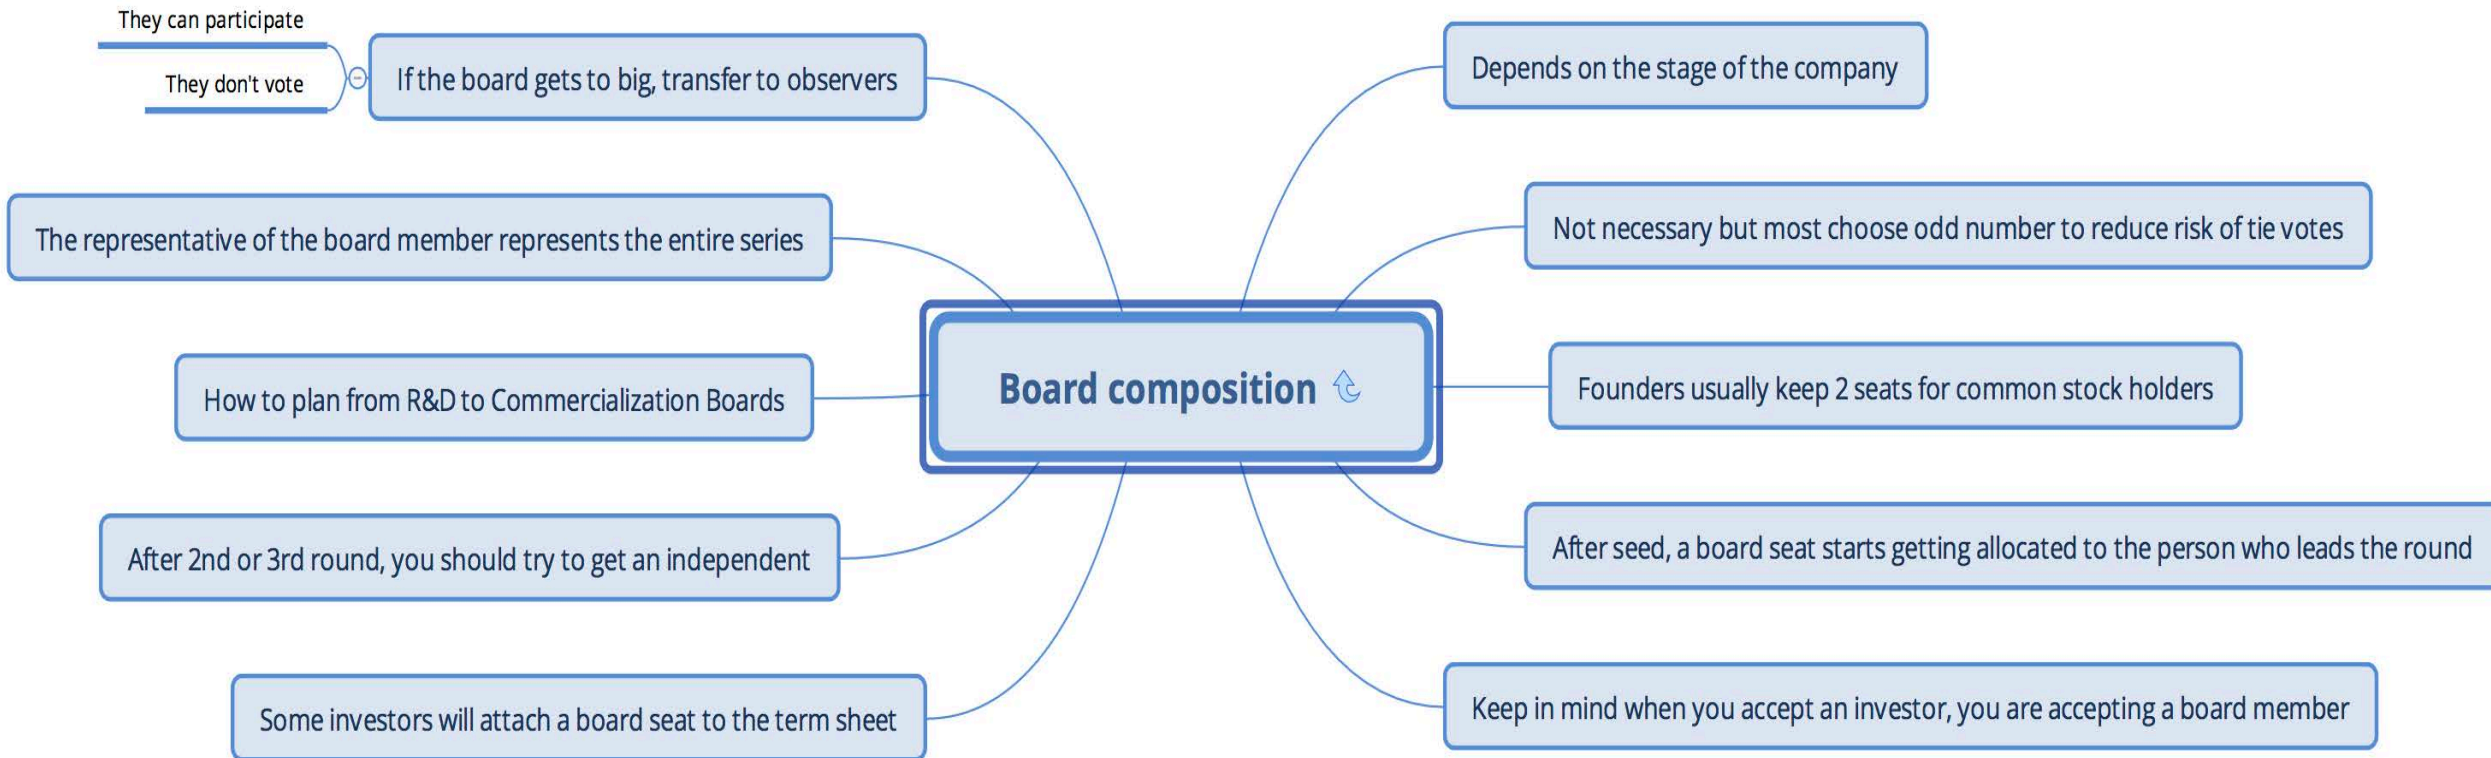 They can participate
They don't vote
If the board gets to big, transfer to observers
The representative of the board member represents the entire series
How to plan from R&D to Commercialization Boards
After 2nd or 3rd round, you should try to get an independent
Some investors will attach a board seat to the term sheet
Board composition
Depends on the stage of the company
Not necessary but most choose odd number to reduce risk of tie votes
Founders usually keep 2 seats for common stock holders
After seed, a board seat starts getting allocated to the person who leads the round
Keep in mind when you accept an investor, you are accepting a board member